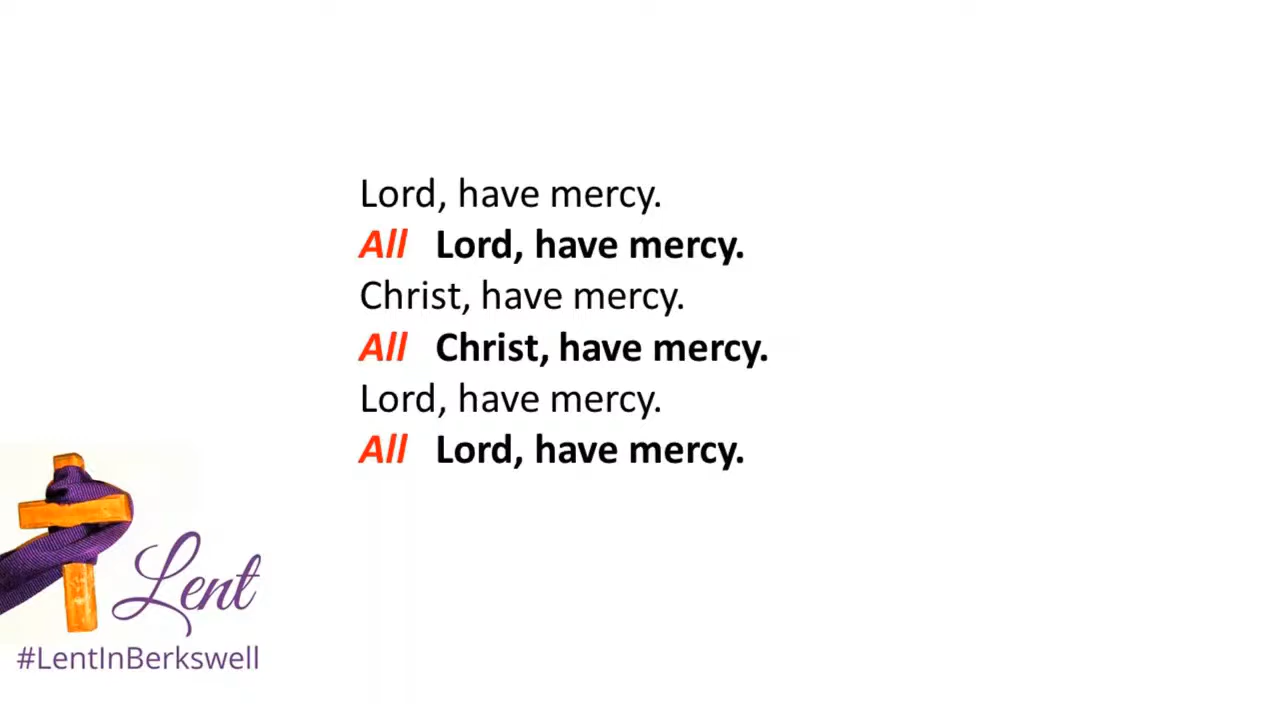 Lord, have mercy.
All Lord, have mercy.
Christ, have mercy.
All Christ, have mercy.
Lord, have mercy.
All Lord, have mercy.
Lent
#LentInBerkswell